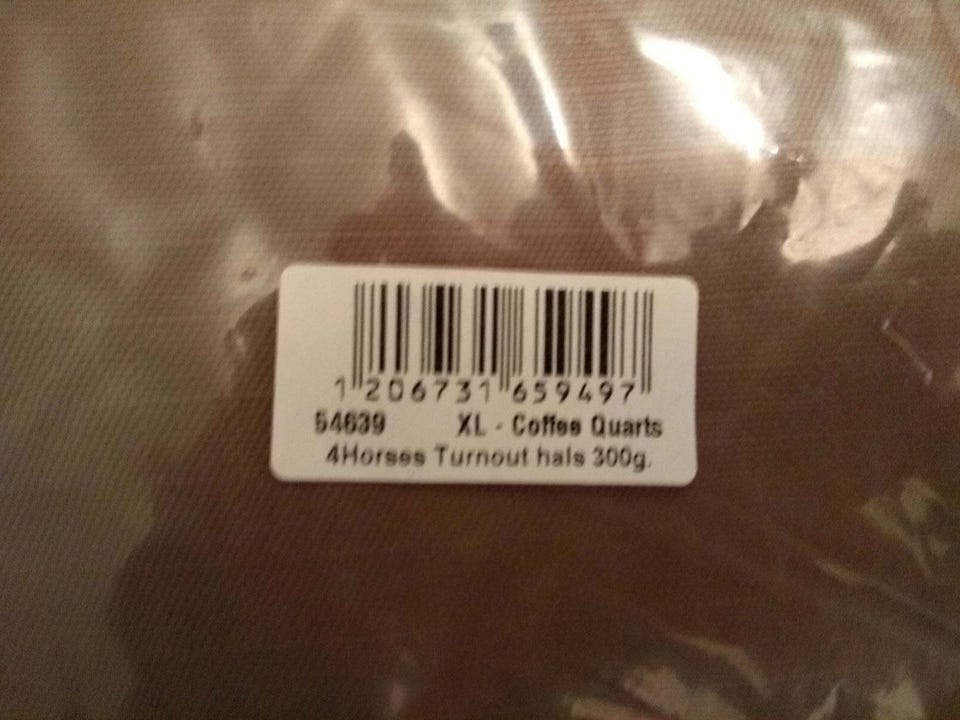 1 206731 659497
54639 XL - Coffee Quarts
4Horses Turnout hals 300g.